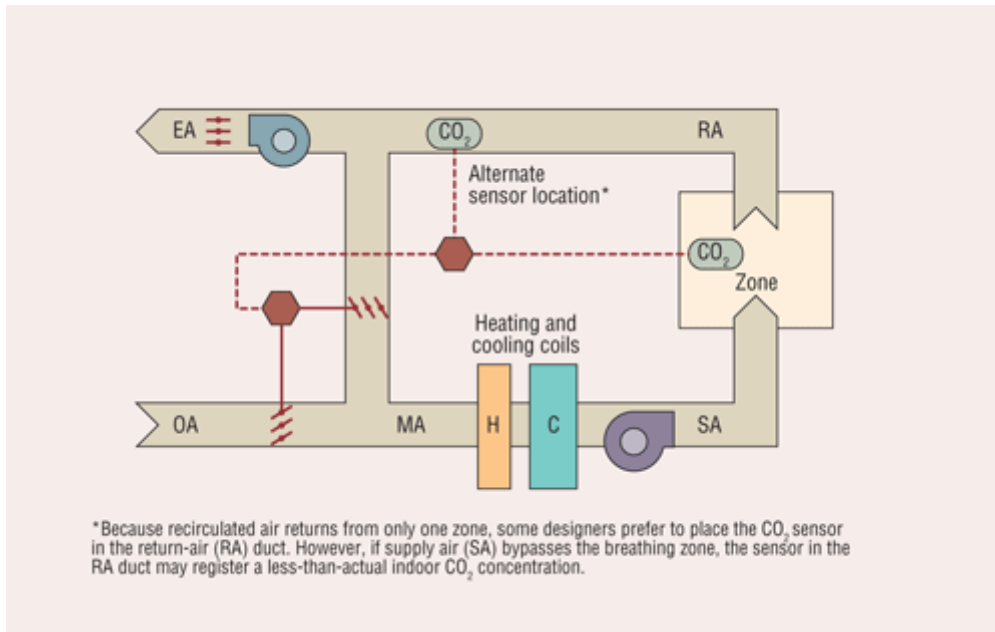 EA
CO₂
RA
Alternate
sensor location*
CO₂
Zone
Heating and
cooling coils
OA
MA
H
C
SA
*Because recirculated air returns from only one zone, some designers prefer to place the CO₂ sensor
in the return-air (RA) duct. However, if supply air (SA) bypasses the breathing zone, the sensor in the
RA duct may register a less-than-actual indoor CO₂ concentration.